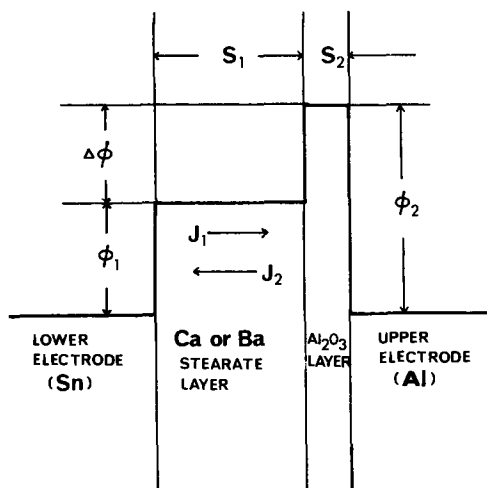 S₁ S₂
Δϕ
ϕ₁
ϕ₂
J₁
J₂
LOWER
ELECTRODE
(Sn)
Ca or Ba
STEARATE
LAYER
Al₂O₃
LAYER
UPPER
ELECTRODE
(Al)